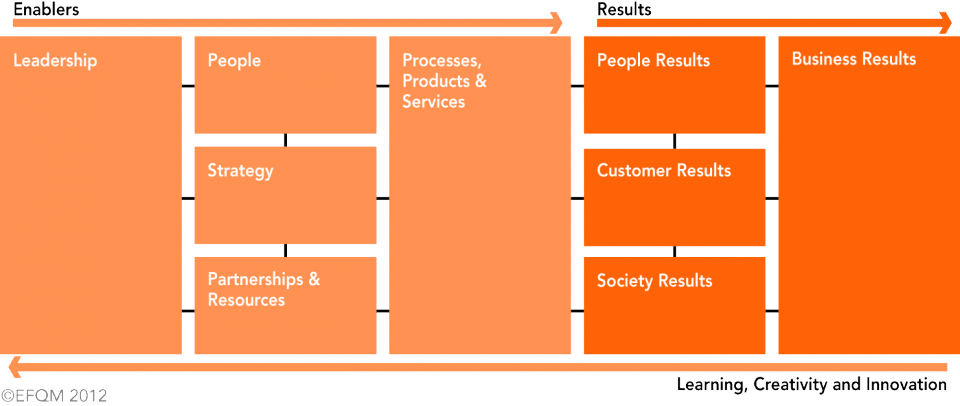 Enablers
Results
Leadership
People
Processes,
Products &
Services
People Results
Business Results
Strategy
Customer Results
Partnerships &
Resources
Society Results
Learning, Creativity and Innovation
©EFQM 2012